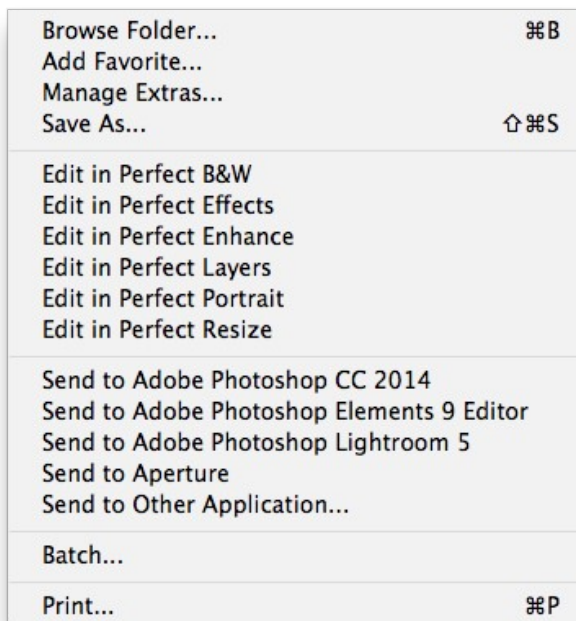 Browse Folder... ⌘B
Add Favorite...
Manage Extras...
Save As... ⇧⌘S
Edit in Perfect B&W
Edit in Perfect Effects
Edit in Perfect Enhance
Edit in Perfect Layers
Edit in Perfect Portrait
Edit in Perfect Resize
Send to Adobe Photoshop CC 2014
Send to Adobe Photoshop Elements 9 Editor
Send to Adobe Photoshop Lightroom 5
Send to Aperture
Send to Other Application...
Batch...
Print... ⌘P